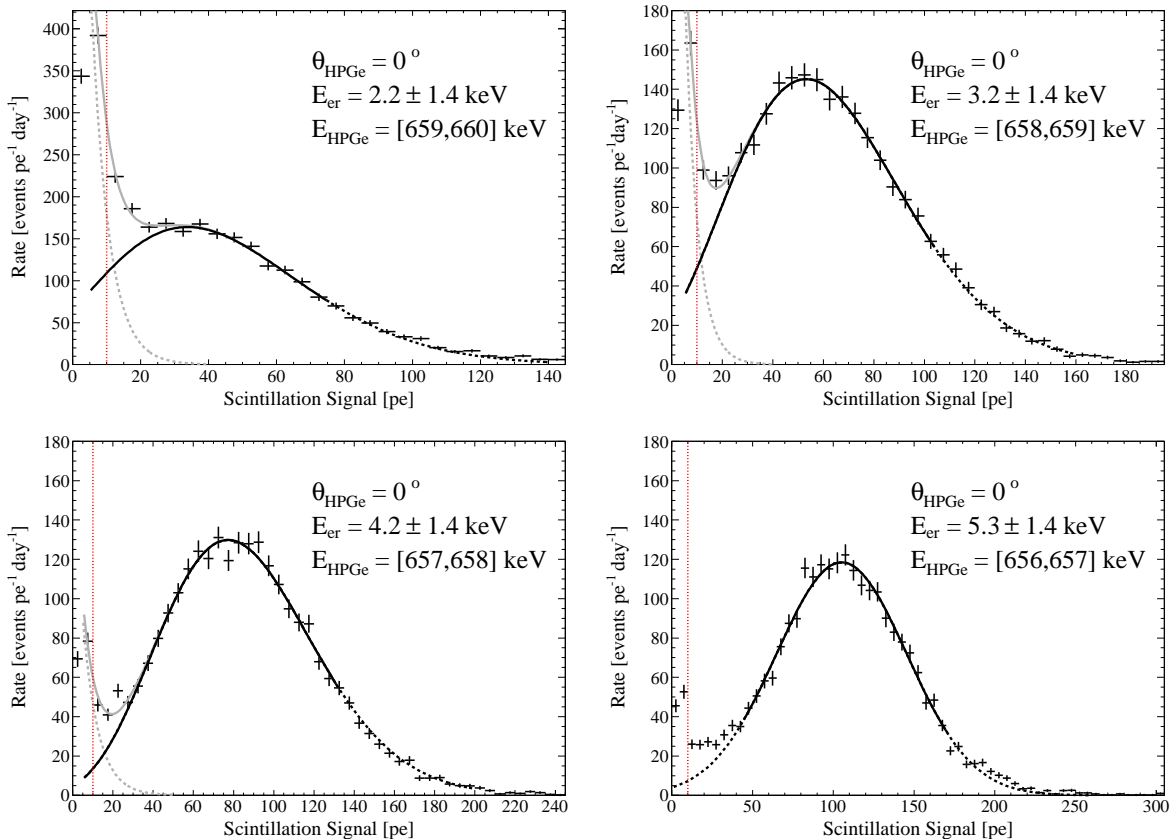 400
350
300
250
200
150
100
50
0
Rate [events pe⁻¹ day⁻¹]
θHPGe = 0 °
Eer = 2.2 ± 1.4 keV
EHPGe = [659,660] keV
0 20 40 60 80 100 120 140
Scintillation Signal [pe]
180
160
140
120
100
80
60
40
20
0
Rate [events pe⁻¹day⁻¹]
θHPGe = 0 °
Eer = 3.2 ± 1.4 keV
EHPGe = [658,659] keV
0 20 40 60 80 100 120 140 160 180
Scintillation Signal [pe]
180
160
140
120
100
80
60
40
20
0
Rate [events pe⁻¹ day⁻¹]
θHPGe = 0 °
Eer = 4.2 ± 1.4 keV
EHPGe = [657,658] keV
0 20 40 60 80 100 120 140 160 180 200 220 240
Scintillation Signal [pe]
180
160
140
120
100
80
60
40
20
0
Rate [events pe⁻¹ day⁻¹]
θHPGe = 0 °
Eer = 5.3 ± 1.4 keV
EHPGe = [656,657] keV
0 50 100 150 200 250 300
Scintillation Signal [pe]